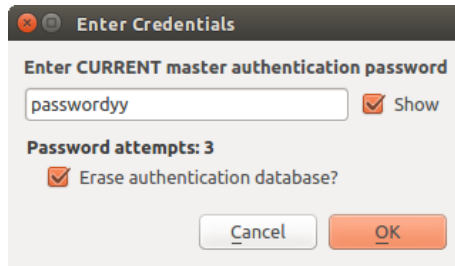 Enter Credentials
Enter CURRENT master authentication password
passwordyy Show
Password attempts: 3
Erase authentication database?
Cancel OK